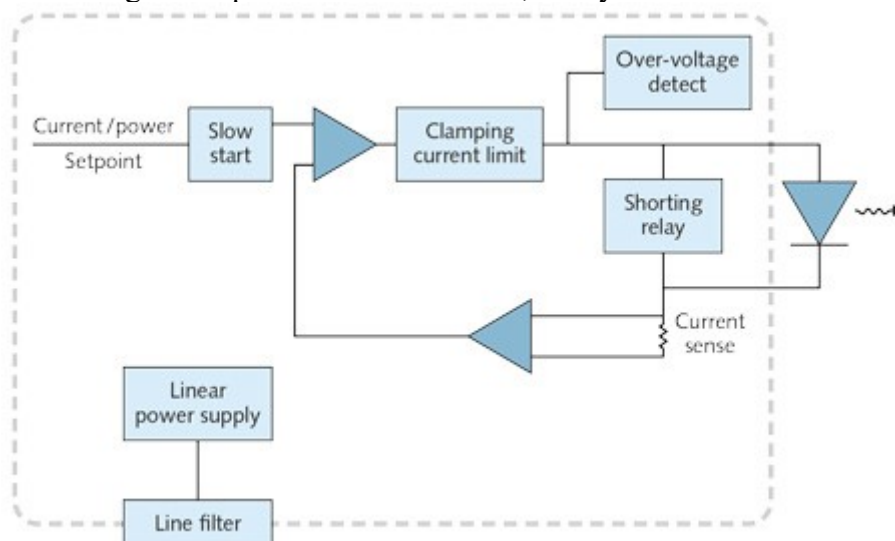 Over-voltage
detect
Current/power
Setpoint
Slow
start
Clamping
current limit
Shorting
relay
Current
sense
Linear
power supply
Line filter